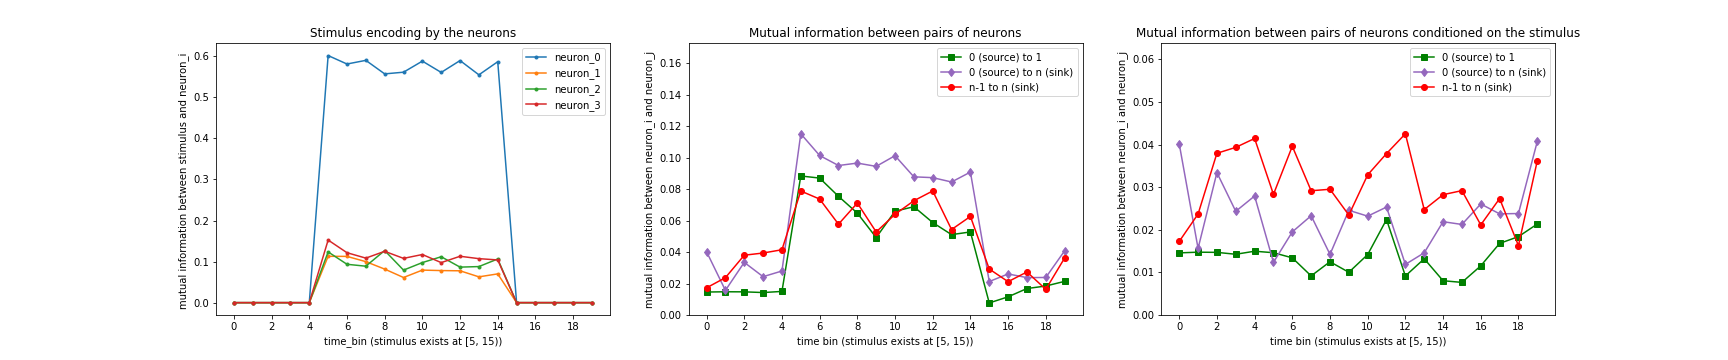 Stimulus encoding by the neurons
mutual information between stimulus and neuron_i
0.6
0.5
0.4
0.3
0.2
0.1
0.0
neuron_0
neuron_1
neuron_2
neuron_3
0 2 4 6 8 10 12 14 16 18
time_bin (stimulus exists at [5, 15))
Mutual information between pairs of neurons
mutual information between neuron_i and neuron_j
0.16
0.14
0.12
0.10
0.08
0.06
0.04
0.02
0.00
0 (source) to 1
0 (source) to n (sink)
n-1 to n (sink)
0 2 4 6 8 10 12 14 16 18
time bin (stimulus exists at [5, 15))
Mutual information between pairs of neurons conditioned on the stimulus
mutual information between neuron_i and neuron_j
0.06
0.05
0.04
0.03
0.02
0.01
0.00
0 (source) to 1
0 (source) to n (sink)
n-1 to n (sink)
0 2 4 6 8 10 12 14 16 18
time bin (stimulus exists at [5, 15))